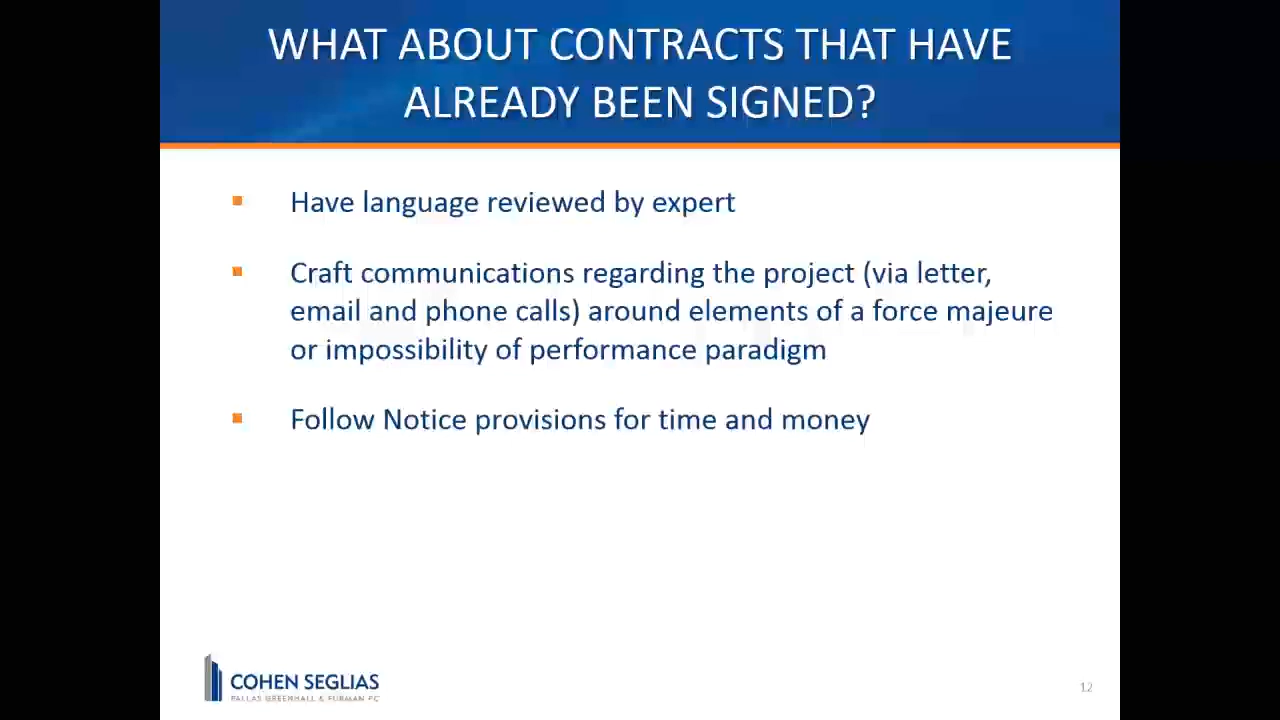 WHAT ABOUT CONTRACTS THAT HAVE
ALREADY BEEN SIGNED?
Have language reviewed by expert
Craft communications regarding the project (via letter,
email and phone calls) around elements of a force majeure
or impossibility of performance paradigm
Follow Notice provisions for time and money
COHEN SEGLIAS
PALLAS GREENHALL & FURMAN PC
12